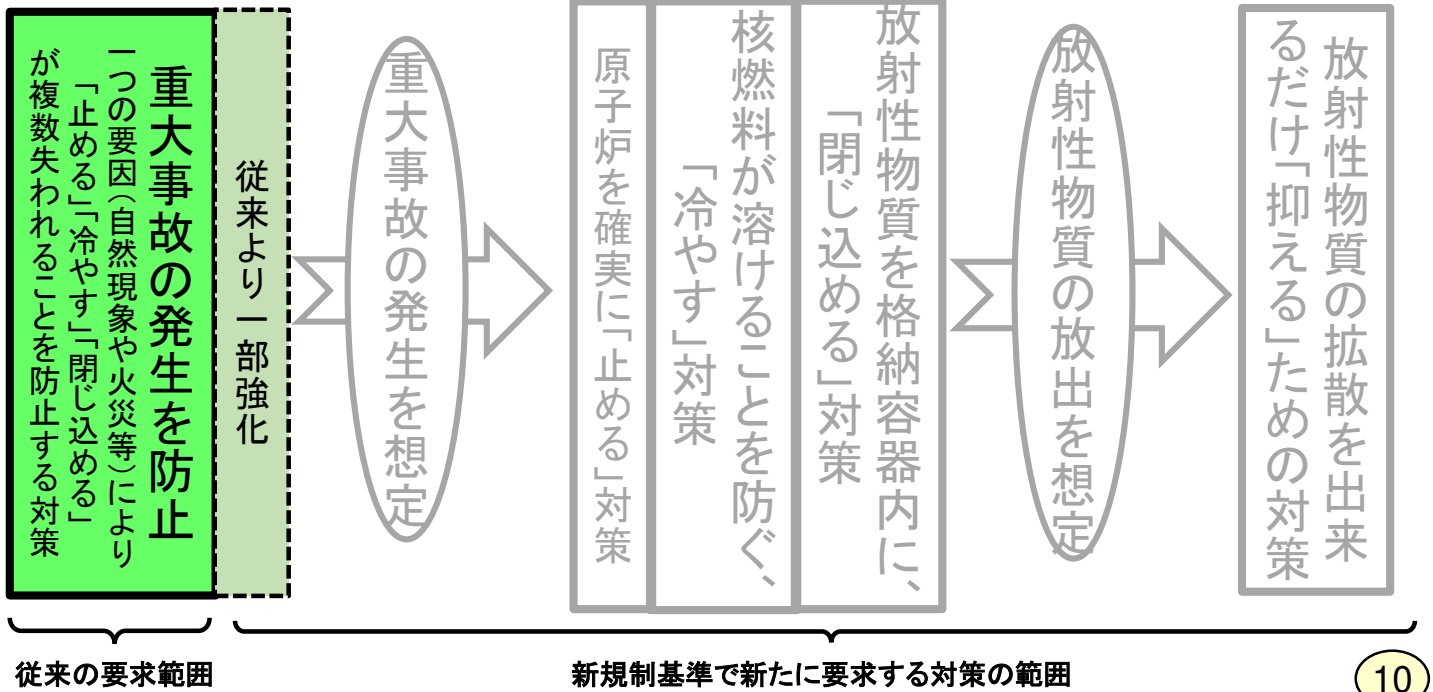 重大事故の発生を防止
一つの要因(自然現象や火災等)により
「止める」「冷やす」「閉じ込める」
が複数失われることを防止する対策
従来より一部強化
重大事故の発生を想定
原子炉を確実に「止める」対策
核燃料が溶けることを防ぐ、
「冷やす」対策
放射性物質を格納容器内に、
「閉じ込める」対策
放射性物質の放出を想定
放射性物質の拡散を出来
るだけ「抑える」ための対策
従来の要求範囲
新規制基準で新たに要求する対策の範囲
10